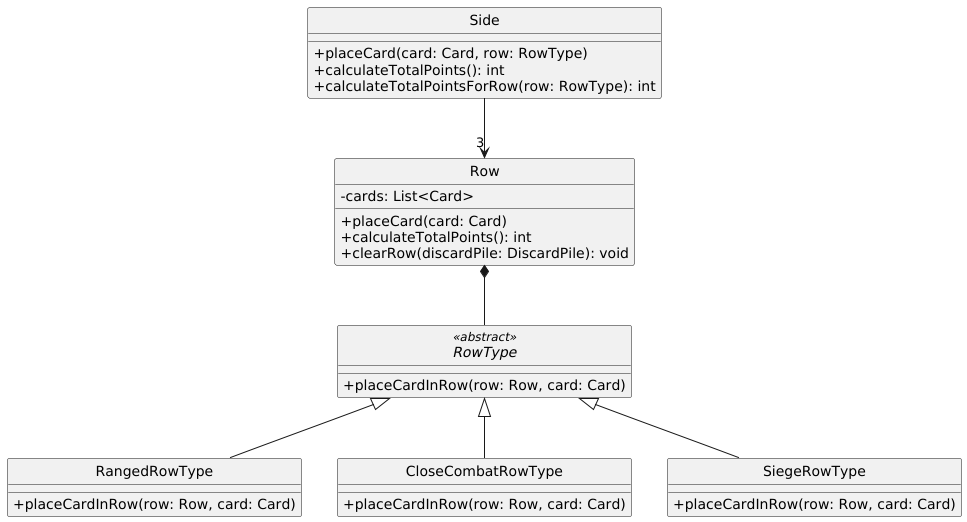 Side
+placeCard(card: Card, row: RowType)
+calculateTotalPoints(): int
+calculateTotalPointsForRow(row: RowType): int
3
Row
-cards: List<Card>
+placeCard(card: Card)
+calculateTotalPoints(): int
+clearRow(discardPile: DiscardPile): void
«abstract»
RowType
+placeCardInRow(row: Row, card: Card)
RangedRowType
+placeCardInRow(row: Row, card: Card)
CloseCombatRowType
+placeCardInRow(row: Row, card: Card)
SiegeRowType
+placeCardInRow(row: Row, card: Card)